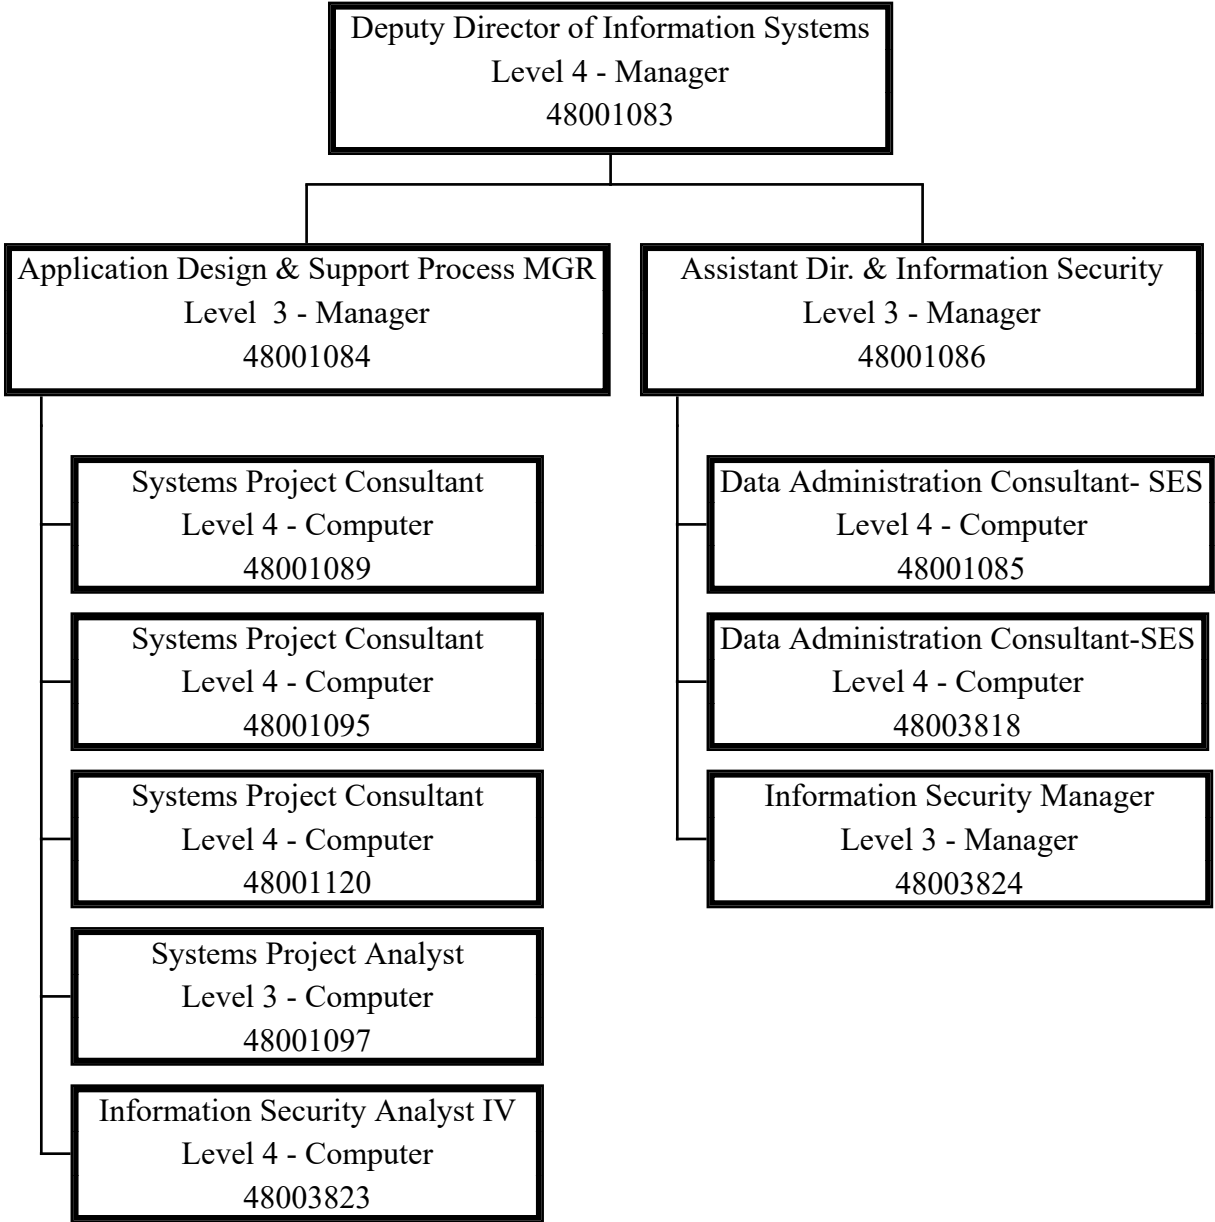 Deputy Director of Information Systems
Level 4 - Manager
48001083
Application Design & Support Process MGR
Level  3 - Manager
48001084
Systems Project Consultant
Level 4 - Computer
48001089
Systems Project Consultant
Level 4 - Computer
48001095
Systems Project Consultant
Level 4 - Computer
48001120
Systems Project Analyst
Level 3 - Computer
48001097
Information Security Analyst IV
Level 4 - Computer
48003823
Assistant Dir. & Information Security
Level 3 - Manager
48001086
Data Administration Consultant- SES
Level 4 - Computer
48001085
Data Administration Consultant-SES
Level 4 - Computer
48003818
Information Security Manager
Level 3 - Manager
48003824